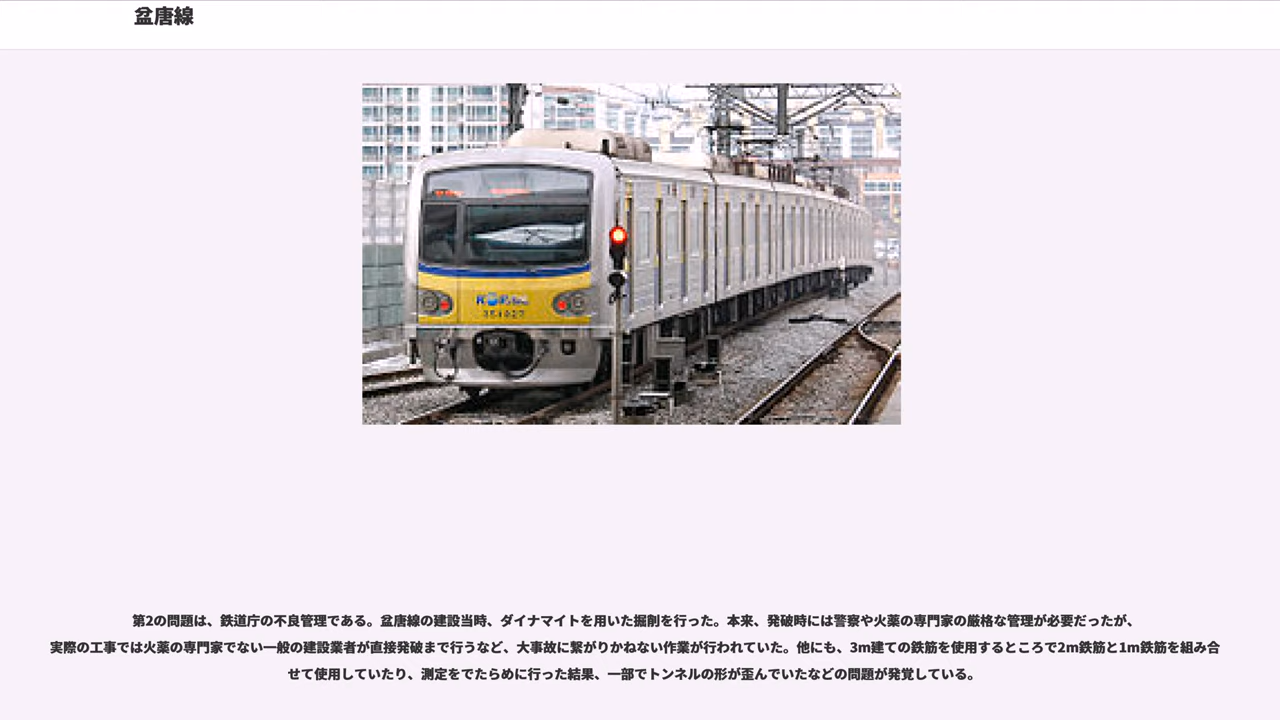 盆唐線
351027
第2の問題は、鉄道庁の不良管理である。盆唐線の建設当時、ダイナマイトを用いた掘削を行った。本来、発破時には警察や火薬の専門家の厳格な管理が必要だったが、
実際の工事では火薬の専門家でない一般の建設業者が直接発破まで行うなど、大事故に繋がりかねない作業が行われていた。他にも、3m建ての鉄筋を使用するところで2m鉄筋と1m鉄筋を組み合
せて使用していたり、測定をでたらめに行った結果、一部でトンネルの形が歪んでいたなどの問題が発覚している。